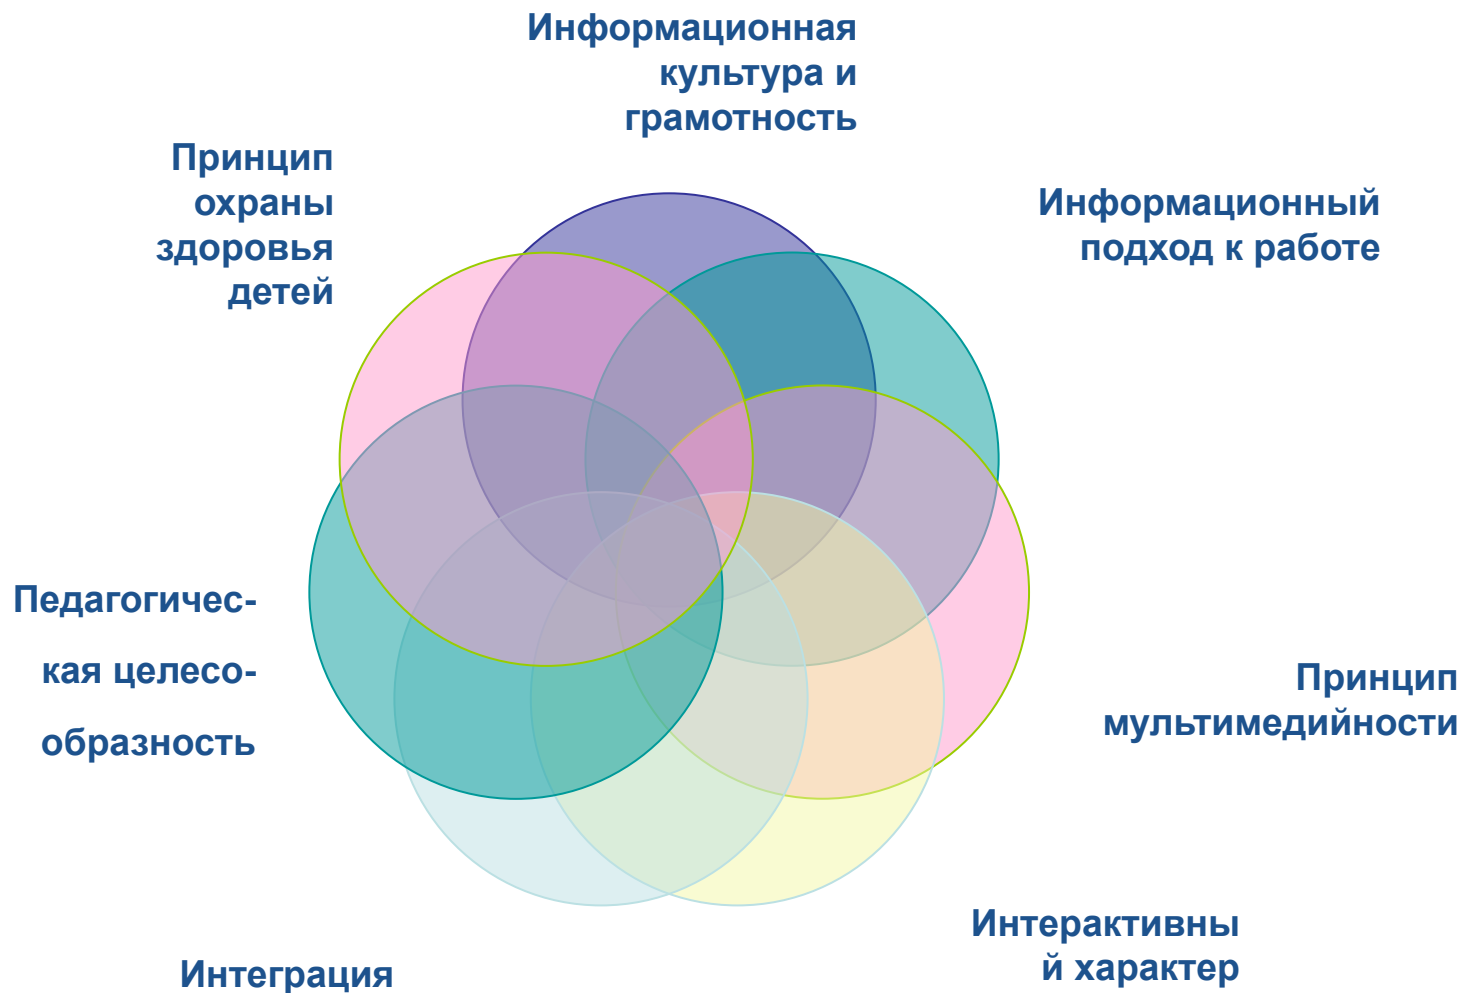 Информационная
культура и
грамотность
Принцип
охраны
здоровья
детей
Информационный
подход к работе
Педагогичес-
кая целесо-
образность
Принцип
мультимедийности
Интерактивны
й характер
Интеграция